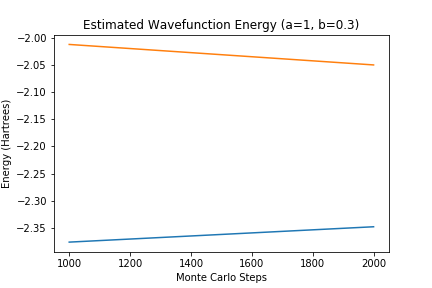 Estimated Wavefunction Energy (a=1, b=0.3)
−2.00
−2.05
−2.10
−2.15
−2.20
−2.25
−2.30
−2.35
Energy (Hartrees)
1000 1200 1400 1600 1800 2000
Monte Carlo Steps